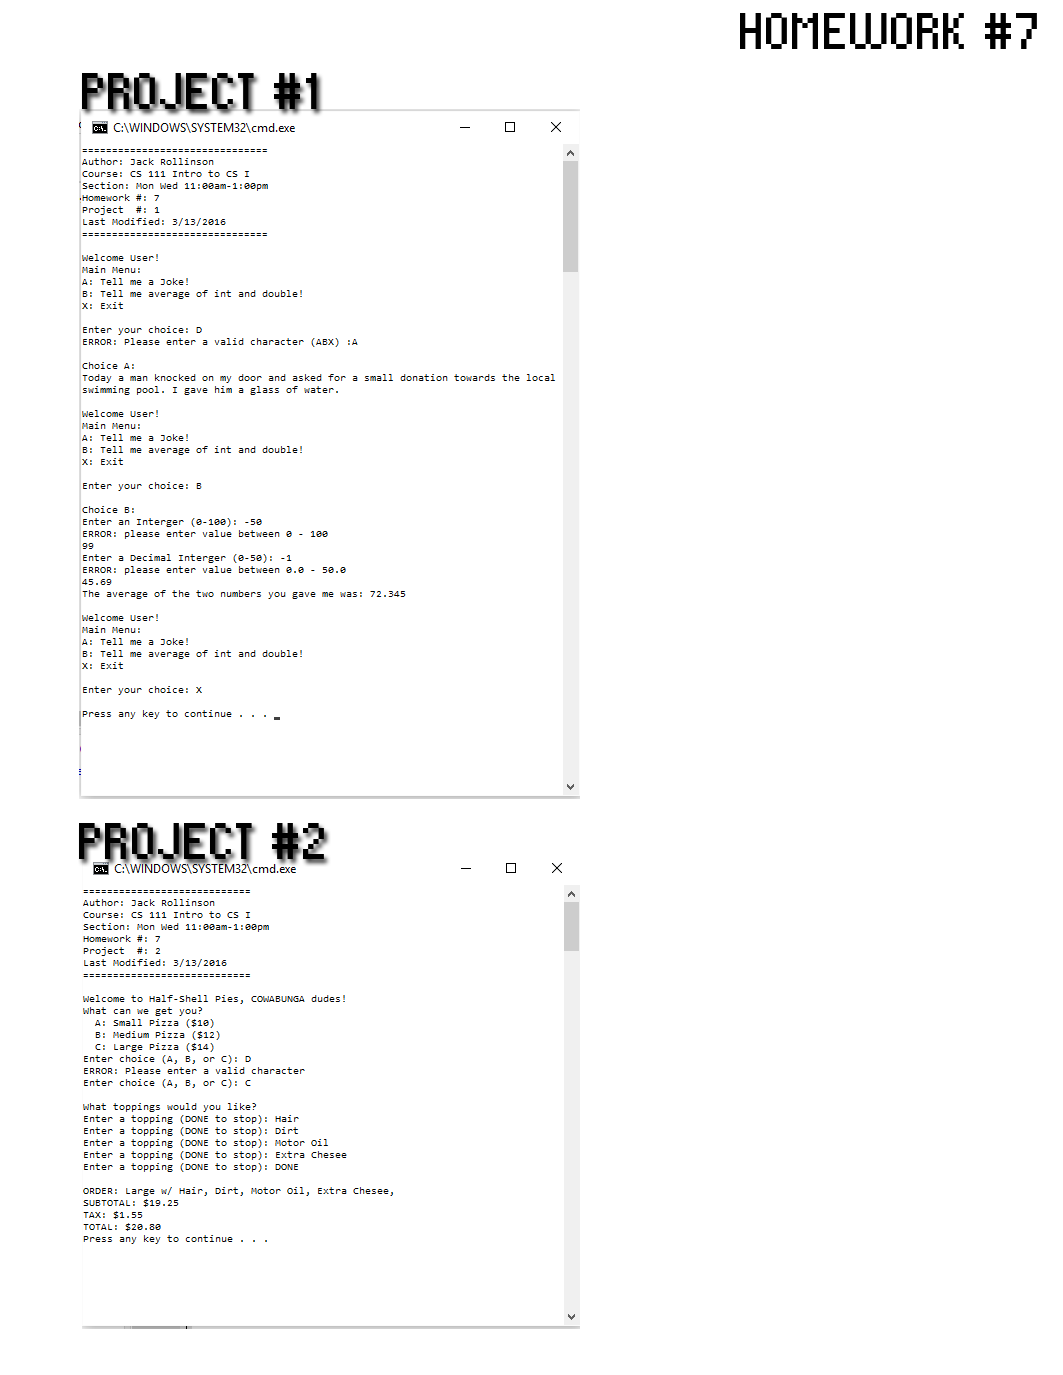 HOMEWORK #7
PROJECT #1
C:\WINDOWS\SYSTEM32\cmd.exe
===============================
Author: Jack Rollinson
Course: CS 111 Intro to CS I
Section: Mon Wed 11:00am-1:00pm
Homework #: 7
Project  #: 1
Last Modified: 3/13/2016
===============================
Welcome User!
Main Menu:
A: Tell me a Joke!
B: Tell me average of int and double!
X: Exit
Enter your choice: D
ERROR: Please enter a valid character (ABX) :A
Choice A:
Today a man knocked on my door and asked for a small donation towards the local
swimming pool. I gave him a glass of water.
Welcome User!
Main Menu:
A: Tell me a Joke!
B: Tell me average of int and double!
X: Exit
Enter your choice: B
Choice B:
Enter an Interger (0-100): -50
ERROR: please enter value between 0 - 100
99
Enter a Decimal Interger (0-50): -1
ERROR: please enter value between 0.0 - 50.0
45.69
The average of the two numbers you gave me was: 72.345
Welcome User!
Main Menu:
A: Tell me a Joke!
B: Tell me average of int and double!
X: Exit
Enter your choice: X
Press any key to continue . . .
PROJECT #2
C:\WINDOWS\SYSTEM32\cmd.exe
============================
Author: Jack Rollinson
Course: CS 111 Intro to CS I
Section: Mon Wed 11:00am-1:00pm
Homework #: 7
Project  #: 2
Last Modified: 3/13/2016
============================
Welcome to Half-Shell Pies, COWABUNGA dudes!
What can we get you?
  A: Small Pizza ($10)
  B: Medium Pizza ($12)
  C: Large Pizza ($14)
Enter choice (A, B, or C): D
ERROR: Please enter a valid character
Enter choice (A, B, or C): C
What toppings would you like?
Enter a topping (DONE to stop): Hair
Enter a topping (DONE to stop): Dirt
Enter a topping (DONE to stop): Motor Oil
Enter a topping (DONE to stop): Extra Chesee
Enter a topping (DONE to stop): DONE
ORDER: Large w/ Hair, Dirt, Motor Oil, Extra Chesee,
SUBTOTAL: $19.25
TAX: $1.55
TOTAL: $20.80
Press any key to continue . . .